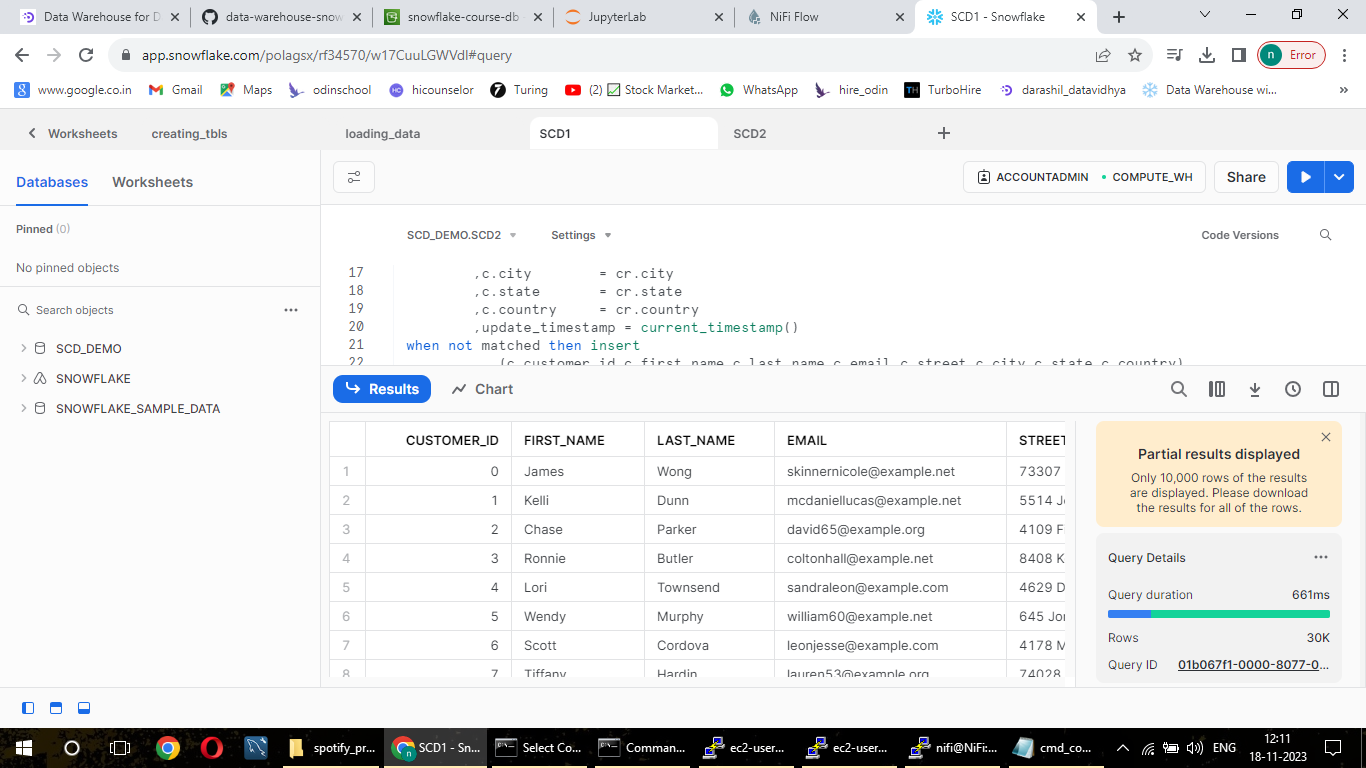 Data Warehouse for D
data-warehouse-snow
snowflake-course-db
JupyterLab
NiFi Flow
SCD1 - Snowflake
app.snowflake.com/polagsx/rf34570/w17CuuLGWVdI#query
n Error
www.google.co.in Gmail Maps odinschool hicounselor Turing (2) Stock Market... WhatsApp hire_odin TurboHire darashil_datavidhya Data Warehouse wi... »
Worksheets creating_tbls loading_data SCD1 SCD2
Databases Worksheets
ACCOUNTADMIN COMPUTE_WH Share
Pinned (0)
No pinned objects
Search objects
SCD_DEMO
SNOWFLAKE
SNOWFLAKE_SAMPLE_DATA
SCD_DEMO.SCD2 Settings Code Versions
17 ,c.city = cr.city
18 ,c.state = cr.state
19 ,c.country = cr.country
20 ,update_timestamp = current_timestamp()
21 when not matched then insert
22 (c.customer_id,c.first_name,c.last_name,c.email,c.street,c.city,c.state,c.country)
Results Chart
CUSTOMER_ID FIRST_NAME LAST_NAME EMAIL STREET
1 0 James Wong skinnernicole@example.net 73307
2 1 Kelli Dunn mcdaniellucas@example.net 5514 Jo
3 2 Chase Parker david65@example.org 4109 F
4 3 Ronnie Butler coltonhall@example.net 8408 K
5 4 Lori Townsend sandraleon@example.com 4629 D
6 5 Wendy Murphy william60@example.net 645 Jo
7 6 Scott Cordova leonjesse@example.com 4178 M
8 7 Tiffany Hardin lauren53@example.org 74028
Partial results displayed
Only 10,000 rows of the results
are displayed. Please download
the results for all of the rows.
Query Details
Query duration 661ms
Rows 30K
Query ID 01b067f1-0000-8077-0...
spotify_pr... SCD1 - Sn... Select Co... Comman... ec2-user... ec2-user... nifi@NiFi:... cmd_co... ENG
12:11
18-11-2023